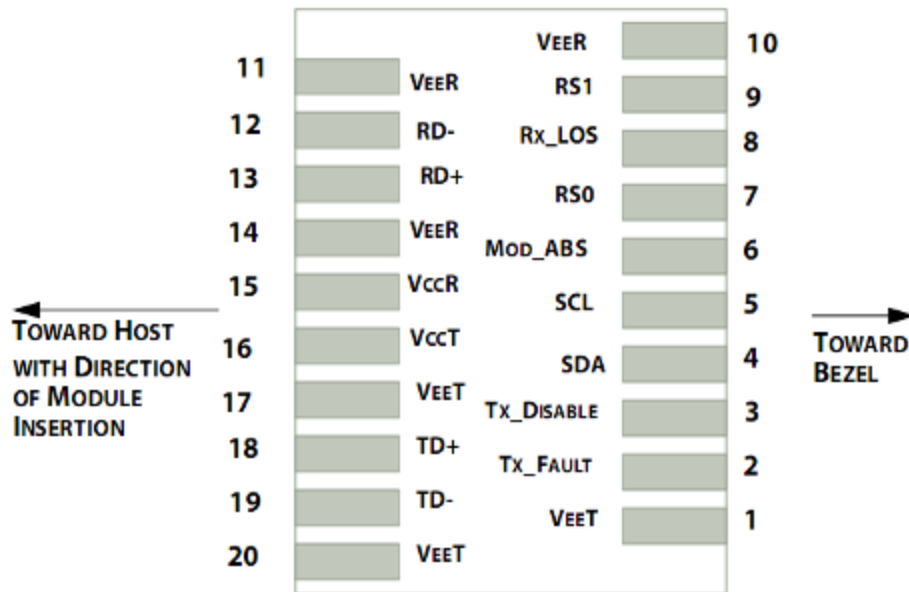 VEER
10
11
VEER
RS1
9
12
RD-
RX_LOS
8
13
RD+
RS0
7
14
VEER
MOD_ABS
6
15
VCCR
SCL
5
TOWARD HOST
WITH DIRECTION
OF MODULE
INSERTION
16
VCCT
SDA
4
TOWARD
BEZEL
17
VEET
TX_DISABLE
3
18
TD+
TX_FAULT
2
19
TD-
VEET
1
20
VEET